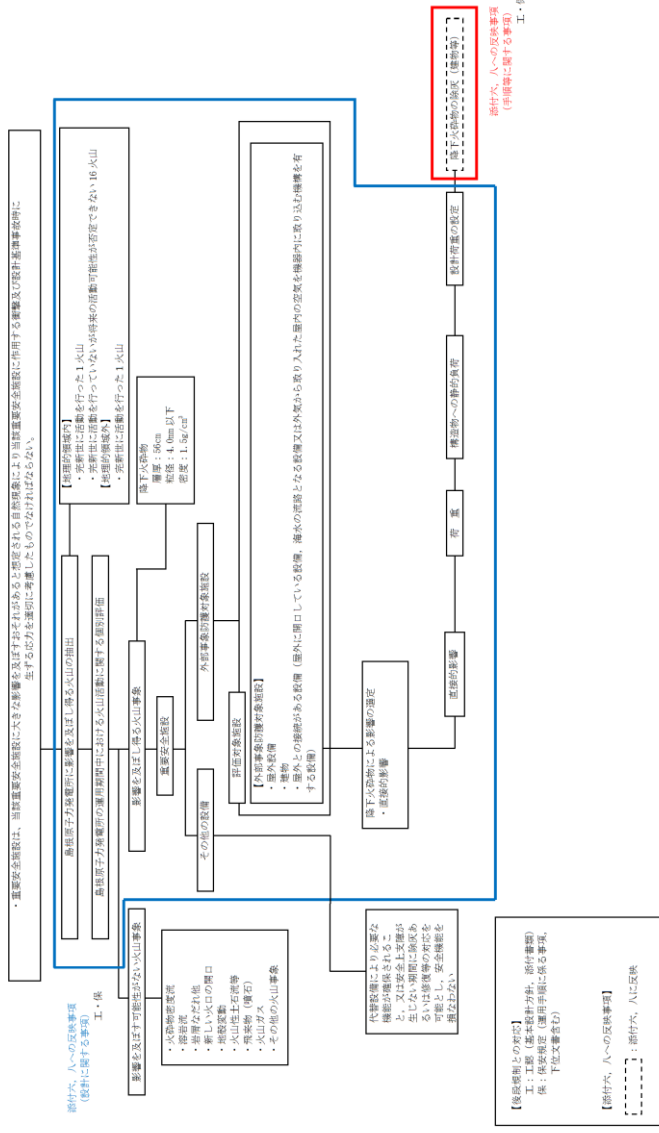 ・重要安全施設は、当該重要安全施設に大きな影響を及ぼすおそれがあると想定される自然現象により当該重要安全施設に作用する衝撃及び設計基準事故時に
生ずる応力を適切に考慮したものでなければならない。
添付六，八への反映事項
（設計に関する事項）
工・保
島根原子力発電所に影響を及ぼし得る火山の抽出
【地理的領域内】
・完新世に活動を行った1火山
・完新世に活動を行っていないが将来の活動可能性が否定できない16火山
【地理的領域外】
・完新世に活動を行った1火山
島根原子力発電所の運用期間中における火山活動に関する個別評価
影響を及ぼす可能性がない火山事象
・火砕物密度流
・溶岩流
・岩屑なだれ他
・新しい火口の開口
・地殻変動
・火山性土石流等
・飛来物（噴石）
・火山ガス
・その他の火山事象
影響を及ぼし得る火山事象
降下火砕物
層厚：56cm
粒径：4.0mm以下
密度：1.5g/cm³
重要安全施設
その他の設備
外部事象防護対象施設
評価対象施設
【外部事象防護対象施設】
・屋外設備
・建物
・屋外との接続がある設備（屋外に開口している設備，海水の流路となる設備又は外気から取り入れた屋内の空気を機器内に取り込む機構を有
する設備）
代替設備により必要な
機能が確保されるこ
と，又は安全上支障が
生じない期間に除灰あ
るいは修復等の対応を
可能とし，安全機能を
損なわない
降下火砕物による影響の選定
・直接的影響
直接的影響
荷 重
構造物への静的負荷
設計荷重の設定
降下火砕物の除灰（建物等）
添付六，八への反映事項
（手順等に関する事項）
【後段規制との対応】
工：工認（基本設計方針，添付書類）
保：保安規定（運用手順に係る事項，
下位文書含む）
【添付六，八への反映事項】
：添付六，八に反映